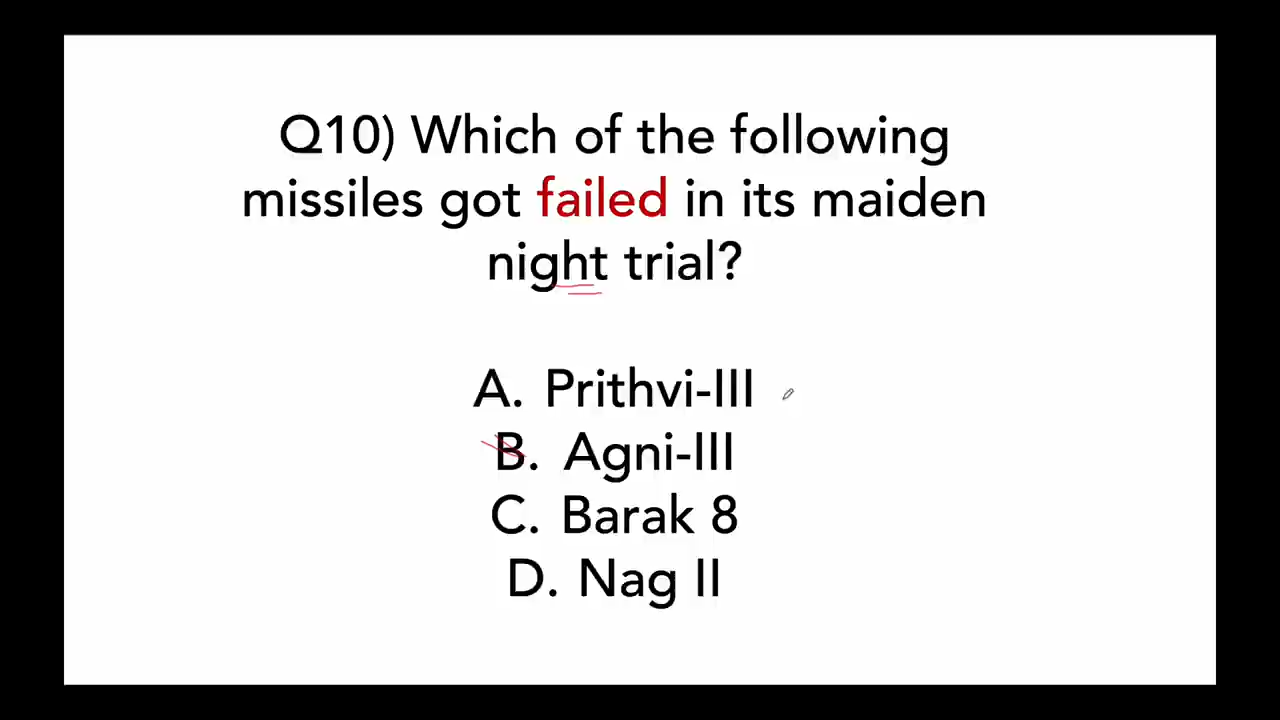 Q10) Which of the following
missiles got failed in its maiden
night trial?
A. Prithvi-III
B. Agni-III
C. Barak 8
D. Nag II